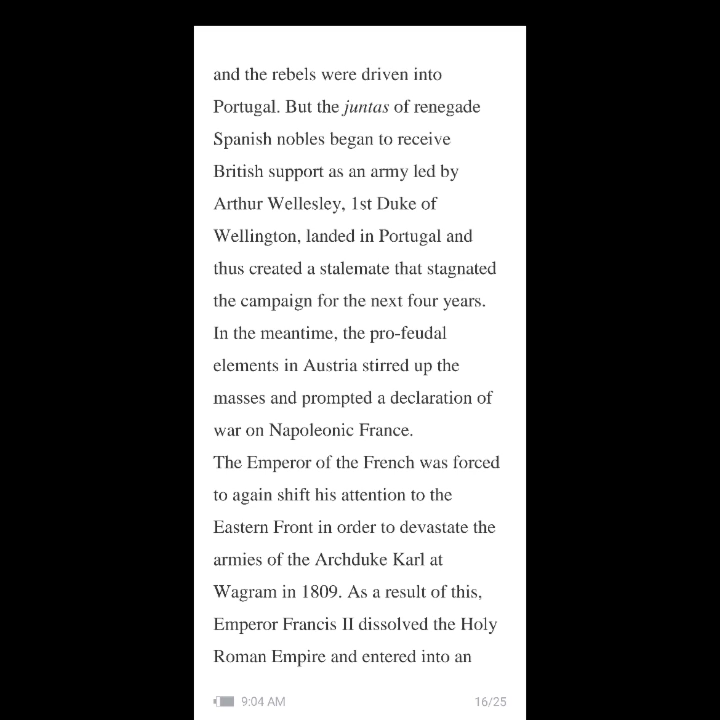 and the rebels were driven into
Portugal. But the juntas of renegade
Spanish nobles began to receive
British support as an army led by
Arthur Wellesley, 1st Duke of
Wellington, landed in Portugal and
thus created a stalemate that stagnated
the campaign for the next four years.
In the meantime, the pro-feudal
elements in Austria stirred up the
masses and prompted a declaration of
war on Napoleonic France.
The Emperor of the French was forced
to again shift his attention to the
Eastern Front in order to devastate the
armies of the Archduke Karl at
Wagram in 1809. As a result of this,
Emperor Francis II dissolved the Holy
Roman Empire and entered into an
9:04 AM 16/25